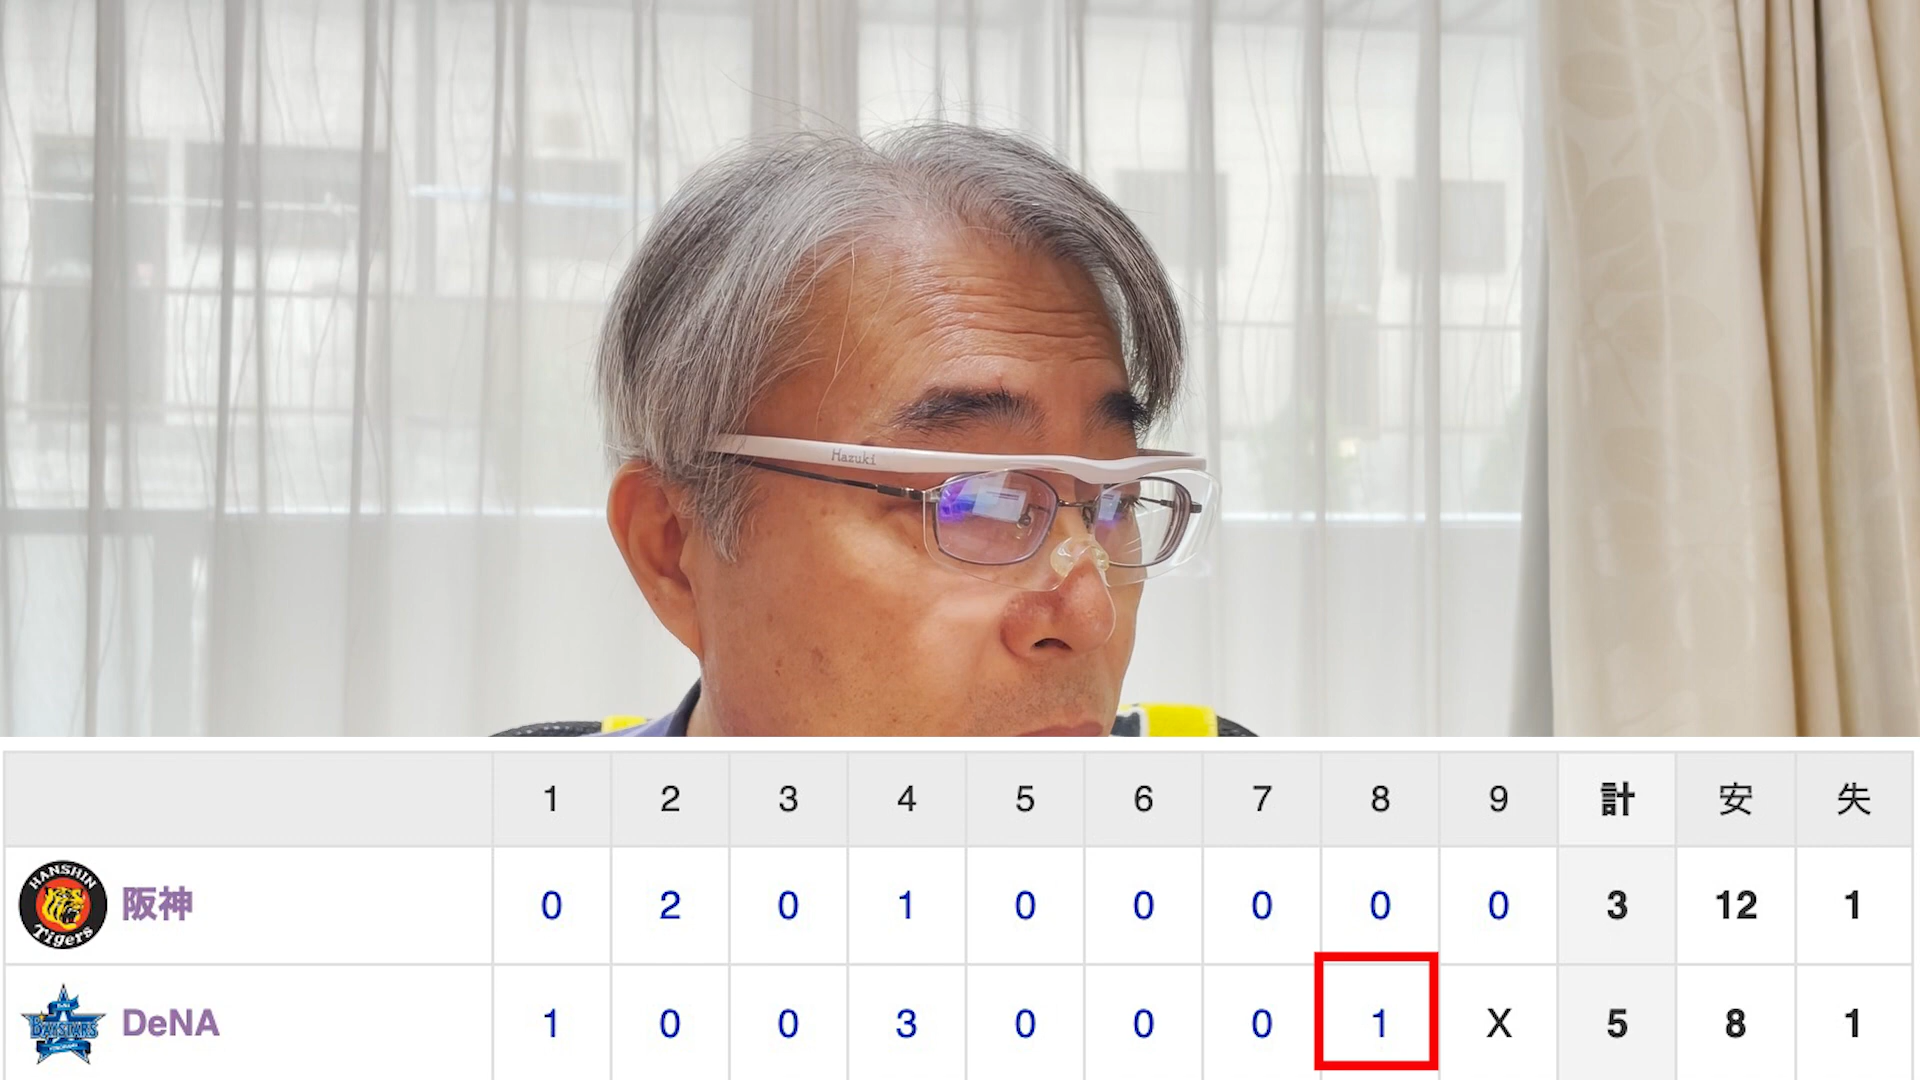 Hazuki
1 2 3 4 5 6 7 8 9 計 安 失
HANSHIN Tigers 阪神 0 2 0 1 0 0 0 0 0 3 12 1
BAYSTARS DeNA 1 0 0 3 0 0 0 1 X 5 8 1